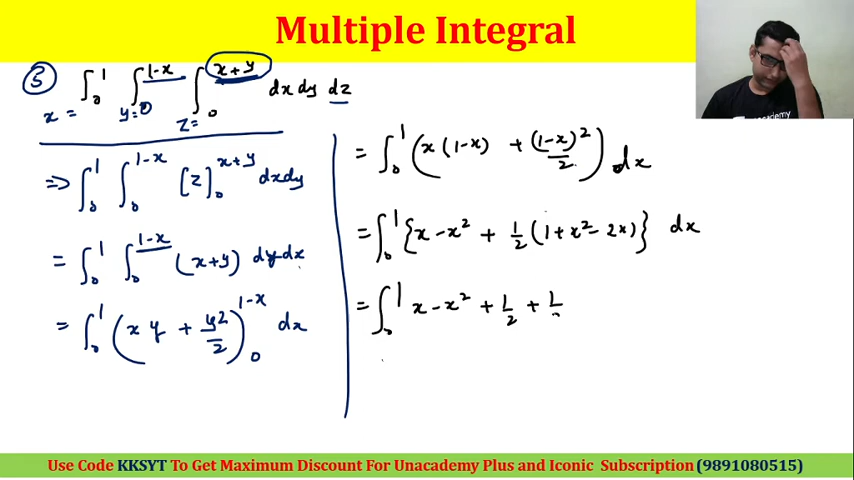 Multiple Integral
③ ∫₀¹ ∫₀^{1-x} ∫₀^{x+y} dx dy dz
x = y = 0 z =
⇒ ∫₀¹ ∫₀^{1-x} [z]₀^{x+y} dx dy
= ∫₀¹ ∫₀^{1-x} (x+y) dy dx
= ∫₀¹ (xy + y²/2)₀^{1-x} dx
= ∫₀¹ (x(1-x) + (1-x)²/2) dx
= ∫₀¹ {x - x² + 1/2 (1 + x² - 2x)} dx
= ∫₀¹ x - x² + 1/2 + 1/
Use Code KKSYT To Get Maximum Discount For Unacademy Plus and Iconic Subscription (9891080515)